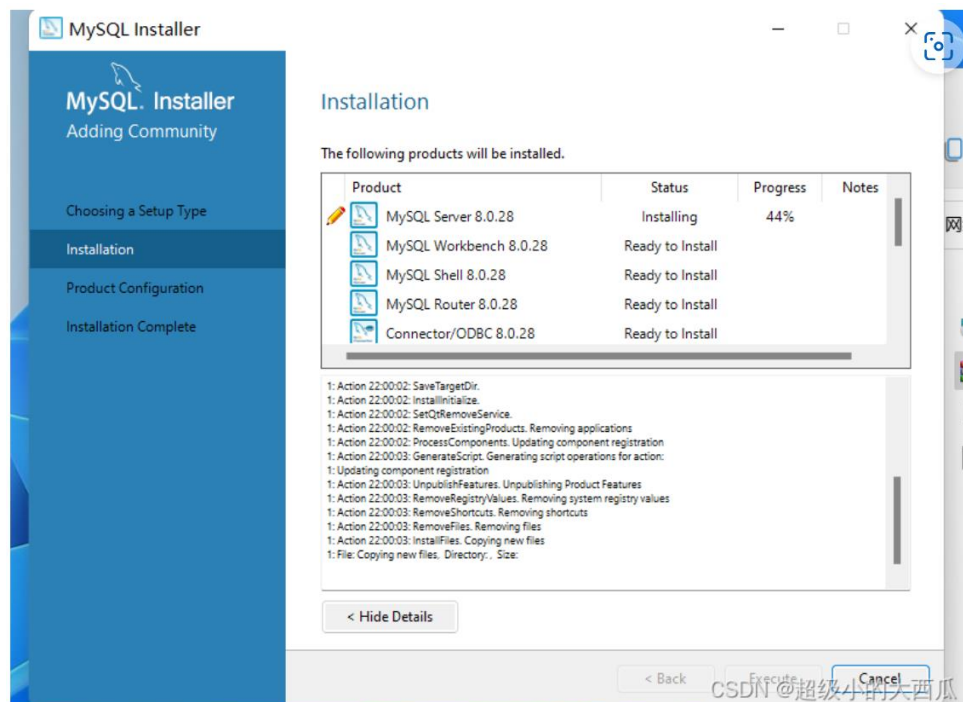 MySQL Installer
MySQL. Installer
Adding Community
Choosing a Setup Type
Installation
Product Configuration
Installation Complete
Installation
The following products will be installed.
Product Status Progress Notes
MySQL Server 8.0.28 Installing 44%
MySQL Workbench 8.0.28 Ready to Install
MySQL Shell 8.0.28 Ready to Install
MySQL Router 8.0.28 Ready to Install
Connector/ODBC 8.0.28 Ready to Install
1: Action 22:00:02: SaveTargetDir.
1: Action 22:00:02: InstallInitialize.
1: Action 22:00:02: SetQtRemoveService.
1: Action 22:00:02: RemoveExistingProducts. Removing applications
1: Action 22:00:02: ProcessComponents. Updating component registration
1: Action 22:00:03: GenerateScript. Generating script operations for action:
1: Updating component registration
1: Action 22:00:03: UnpublishFeatures. Unpublishing Product Features
1: Action 22:00:03: RemoveRegistryValues. Removing system registry values
1: Action 22:00:03: RemoveShortcuts. Removing shortcuts
1: Action 22:00:03: RemoveFiles. Removing files
1: Action 22:00:03: InstallFiles. Copying new files
1: File: Copying new files, Directory: , Size:
< Hide Details
< Back Execute Cancel
CSDN @超级小的大西瓜
网